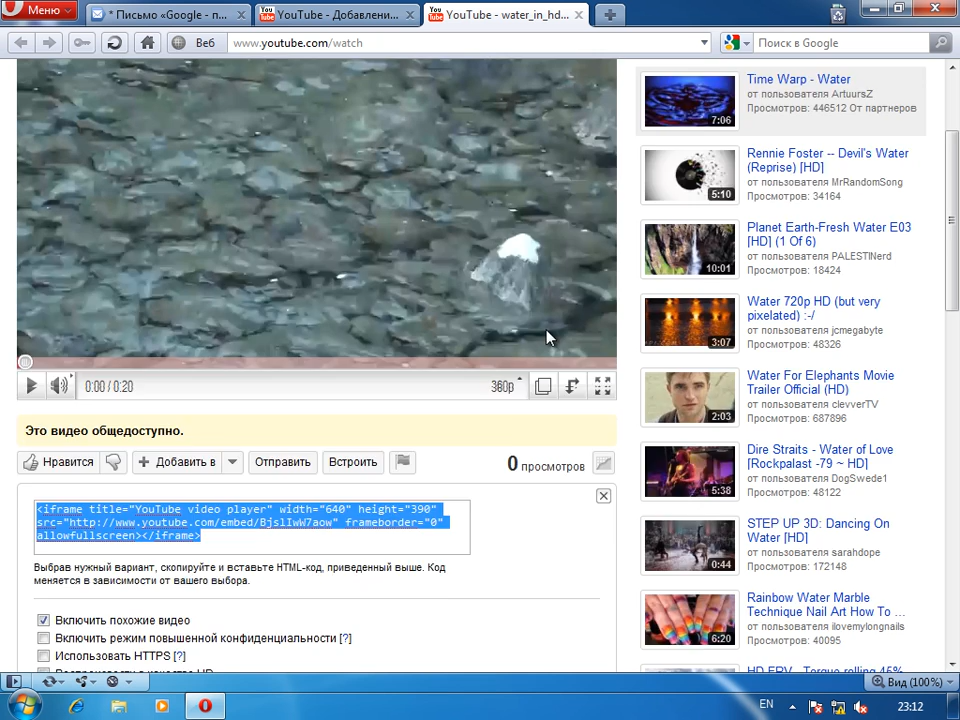 Меню
* Письмо «Google - п...
YouTube - Добавлени...
YouTube - water_in_hd...
Веб
www.youtube.com/watch
Поиск в Google
0:00 / 0:20
360p
Это видео общедоступно.
Нравится
Добавить в
Отправить
Встроить
0 просмотров
<iframe title="YouTube video player" width="640" height="390"
src="http://www.youtube.com/embed/BjslIwW7aow" frameborder="0"
allowfullscreen></iframe>
Выбрав нужный вариант, скопируйте и вставьте HTML-код, приведенный выше. Код
меняется в зависимости от вашего выбора.
Включить похожие видео
Включить режим повышенной конфиденциальности [?]
Использовать HTTPS [?]
Time Warp - Water
от пользователя ArtuursZ
Просмотров: 446512 От партнеров
7:06
Rennie Foster -- Devil's Water
(Reprise) [HD]
от пользователя MrRandomSong
Просмотров: 34164
5:10
Planet Earth-Fresh Water E03
[HD] (1 Of 6)
от пользователя PALESTINerd
Просмотров: 18424
10:01
Water 720p HD (but very
pixelated) :-/
от пользователя jcmegabyte
Просмотров: 48326
3:07
Water For Elephants Movie
Trailer Official (HD)
от пользователя clevverTV
Просмотров: 687896
2:03
Dire Straits - Water of Love
[Rockpalast -79 ~ HD]
от пользователя DogSwede1
Просмотров: 48122
5:38
STEP UP 3D: Dancing On
Water [HD]
от пользователя sarahdope
Просмотров: 172148
0:44
Rainbow Water Marble
Technique Nail Art How To ...
от пользователя ilovemylongnails
Просмотров: 40095
6:20
Вид (100%)
EN
23:12